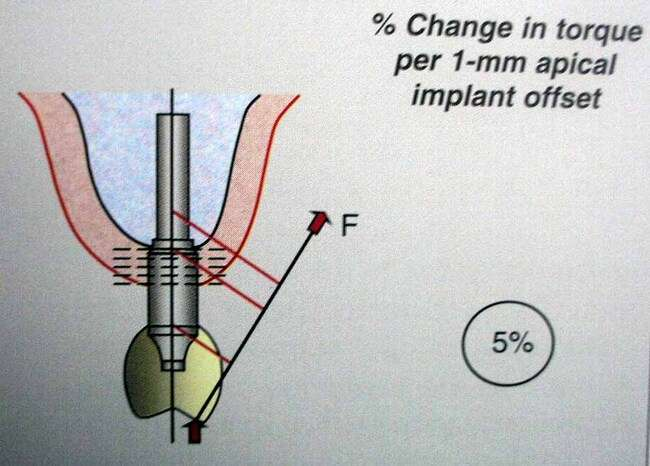 % Change in torque
per 1-mm apical
implant offset
F
5%